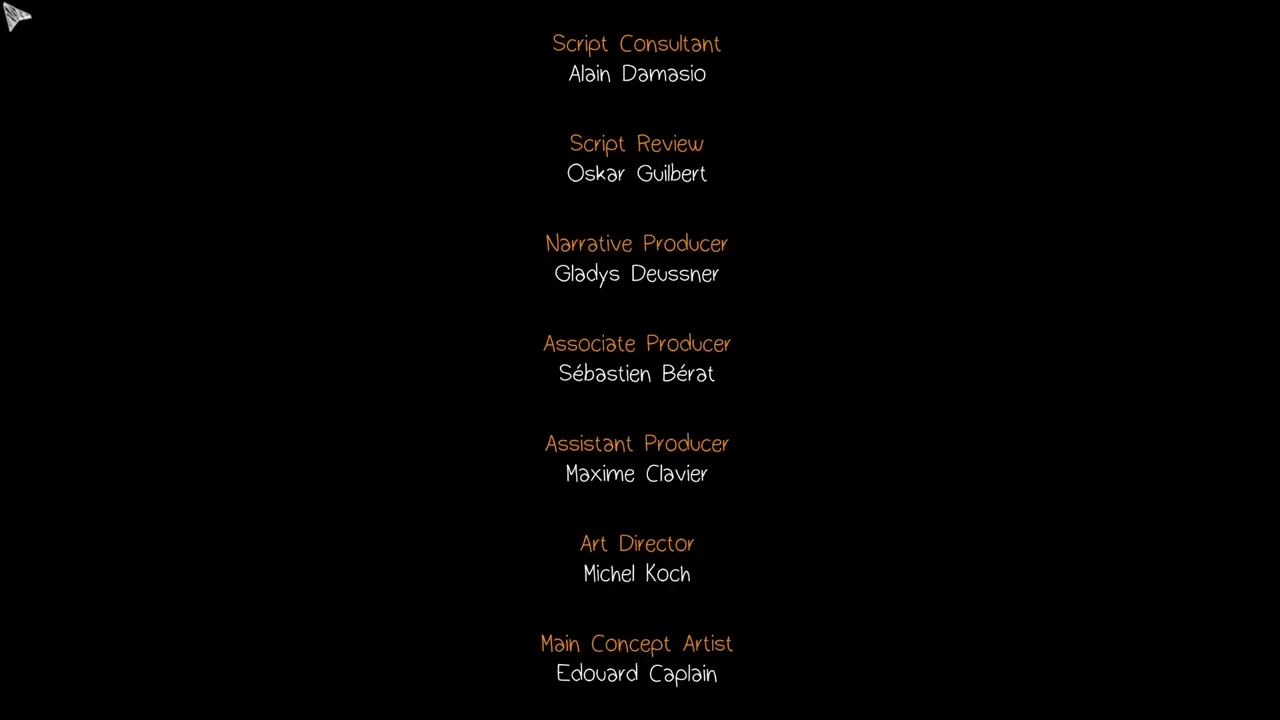 Script Consultant
Alain Damasio
Script Review
Oskar Guilbert
Narrative Producer
Gladys Deussner
Associate Producer
Sébastien Bérat
Assistant Producer
Maxime Clavier
Art Director
Michel Koch
Main Concept Artist
Edouard Caplain